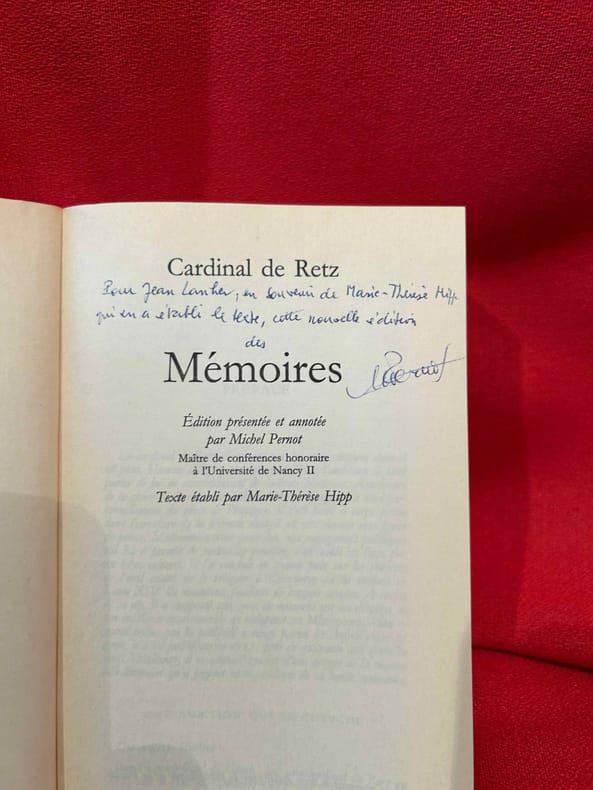 Cardinal de Retz
Pour Jean Lanher, en souvenir de Marie-Thérèse Hipp
qui en a établi le texte, cette nouvelle édition
des
Mémoires
MPernot
Édition présentée et annotée
par Michel Pernot
Maître de conférences honoraire
à l'Université de Nancy II
Texte établi par Marie-Thérèse Hipp